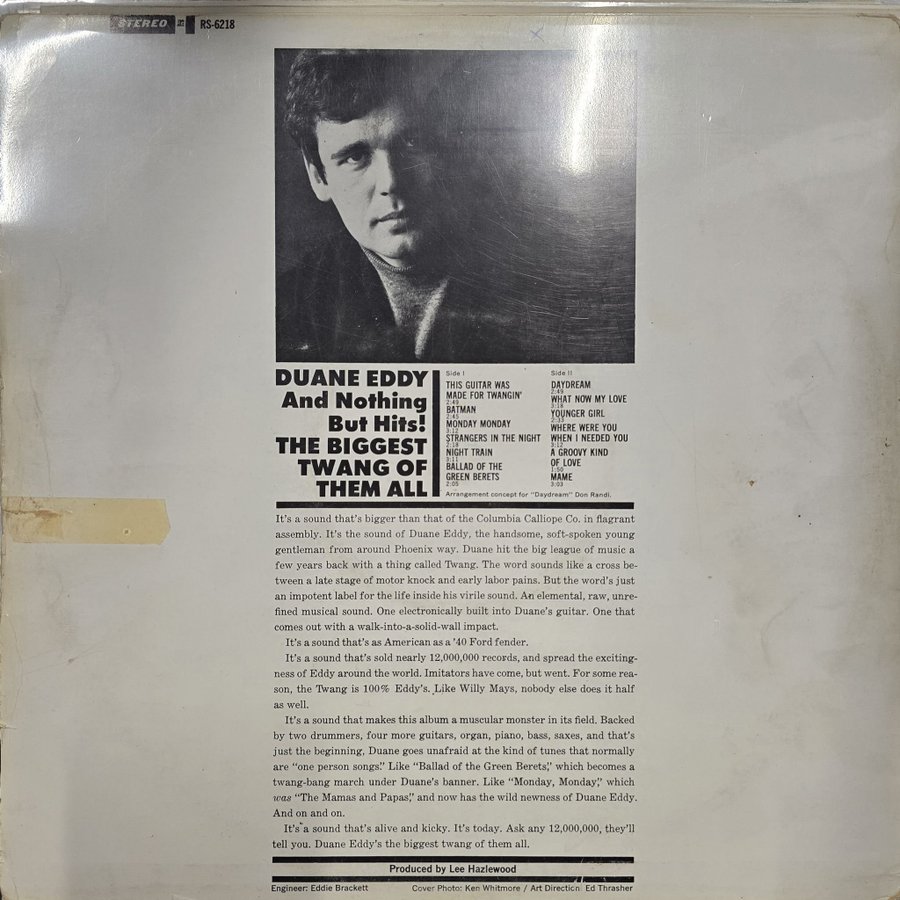 STEREO RS-6218
DUANE EDDY
And Nothing
But Hits!
THE BIGGEST
TWANG OF
THEM ALL
Side I
THIS GUITAR WAS
MADE FOR TWANGIN'
2:49
BATMAN
2:45
MONDAY MONDAY
3:12
STRANGERS IN THE NIGHT
2:18
NIGHT TRAIN
3:11
BALLAD OF THE
GREEN BERETS
2:05
Side II
DAYDREAM
2:49
WHAT NOW MY LOVE
3:18
YOUNGER GIRL
2:33
WHERE WERE YOU
WHEN I NEEDED YOU
3:12
A GROOVY KIND
OF LOVE
1:50
MAME
3:03
Arrangement concept for "Daydream" Don Randi.
It's a sound that's bigger than that of the Columbia Calliope Co. in flagrant
assembly. It's the sound of Duane Eddy, the handsome, soft-spoken young
gentleman from around Phoenix way. Duane hit the big league of music a
few years back with a thing called Twang. The word sounds like a cross be-
tween a late stage of motor knock and early labor pains. But the word's just
an impotent label for the life inside his virile sound. An elemental, raw, unre-
fined musical sound. One electronically built into Duane's guitar. One that
comes out with a walk-into-a-solid-wall impact.
It's a sound that's as American as a '40 Ford fender.
It's a sound that's sold nearly 12,000,000 records, and spread the exciting-
ness of Eddy around the world. Imitators have come, but went. For some rea-
son, the Twang is 100% Eddy's. Like Willy Mays, nobody else does it half
as well.
It's a sound that makes this album a muscular monster in its field. Backed
by two drummers, four more guitars, organ, piano, bass, saxes, and that's
just the beginning, Duane goes unafraid at the kind of tunes that normally
are "one person songs." Like "Ballad of the Green Berets," which becomes a
twang-bang march under Duane's banner. Like "Monday, Monday," which
was "The Mamas and Papas," and now has the wild newness of Duane Eddy.
And on and on.
It's a sound that's alive and kicky. It's today. Ask any 12,000,000, they'll
tell you. Duane Eddy's the biggest twang of them all.
Produced by Lee Hazlewood
Engineer: Eddie Brackett Cover Photo: Ken Whitmore / Art Direction Ed Thrasher